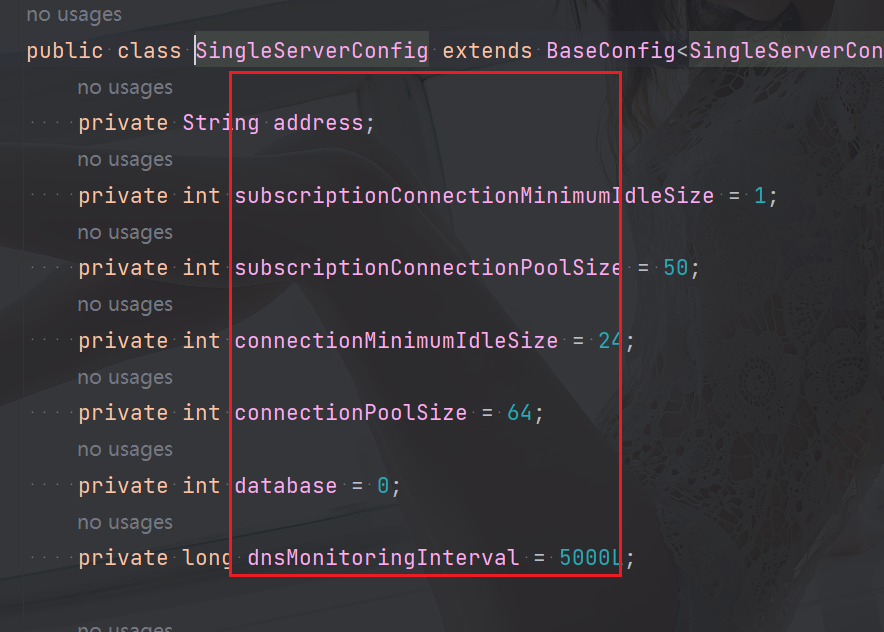 no usages
public class SingleServerConfig extends BaseConfig<SingleServerCon
no usages
private String address;
no usages
private int subscriptionConnectionMinimumIdleSize = 1;
no usages
private int subscriptionConnectionPoolSize = 50;
no usages
private int connectionMinimumIdleSize = 24;
no usages
private int connectionPoolSize = 64;
no usages
private int database = 0;
no usages
private long dnsMonitoringInterval = 5000L;
no usages